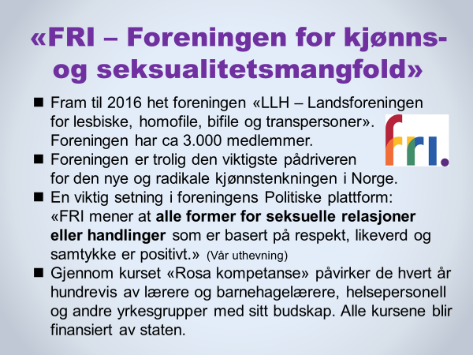 «FRI – Foreningen for kjønns-
og seksualitetsmangfold»
Fram til 2016 het foreningen «LLH – Landsforeningen
for lesbiske, homofile, bifile og transpersoner».
Foreningen har ca 3.000 medlemmer.
fri.
Foreningen er trolig den viktigste pådriveren
for den nye og radikale kjønnstenkningen i Norge.
En viktig setning i foreningens Politiske plattform:
«FRI mener at alle former for seksuelle relasjoner
eller handlinger som er basert på respekt, likeverd og
samtykke er positivt.» (Vår uthevning)
Gjennom kurset «Rosa kompetanse» påvirker de hvert år
hundrevis av lærere og barnehagelærere, helsepersonell
og andre yrkesgrupper med sitt budskap. Alle kursene blir
finansiert av staten.